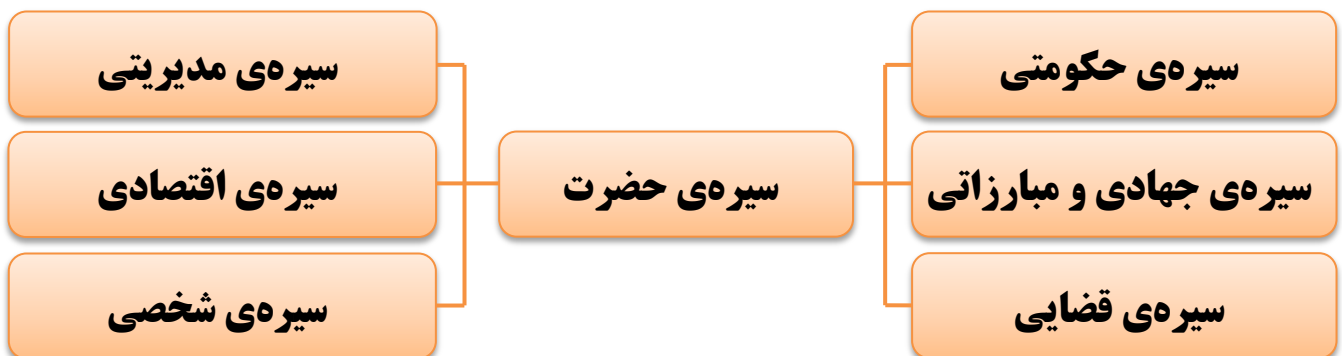 سیره‌ی حکومتی
سیره‌ی مدیریتی
سیره‌ی جهادی و مبارزاتی
سیره‌ی حضرت
سیره‌ی اقتصادی
سیره‌ی قضایی
سیره‌ی شخصی